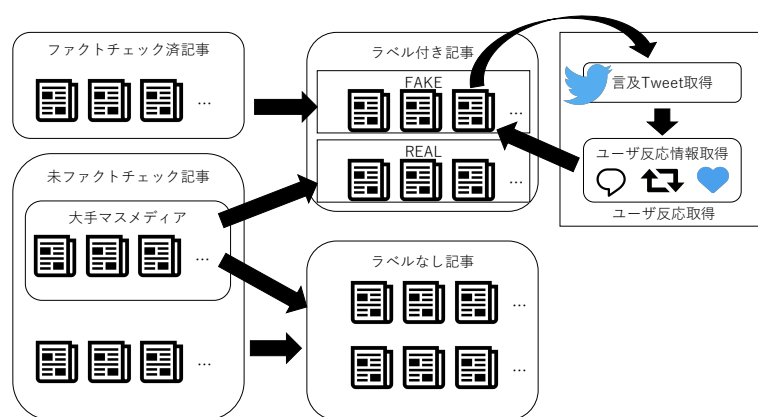 ファクトチェック済記事
...
未ファクトチェック記事
大手マスメディア
...
...
ラベル付き記事
FAKE
...
REAL
...
ラベルなし記事
...
...
言及Tweet取得
ユーザ反応情報取得
ユーザ反応取得